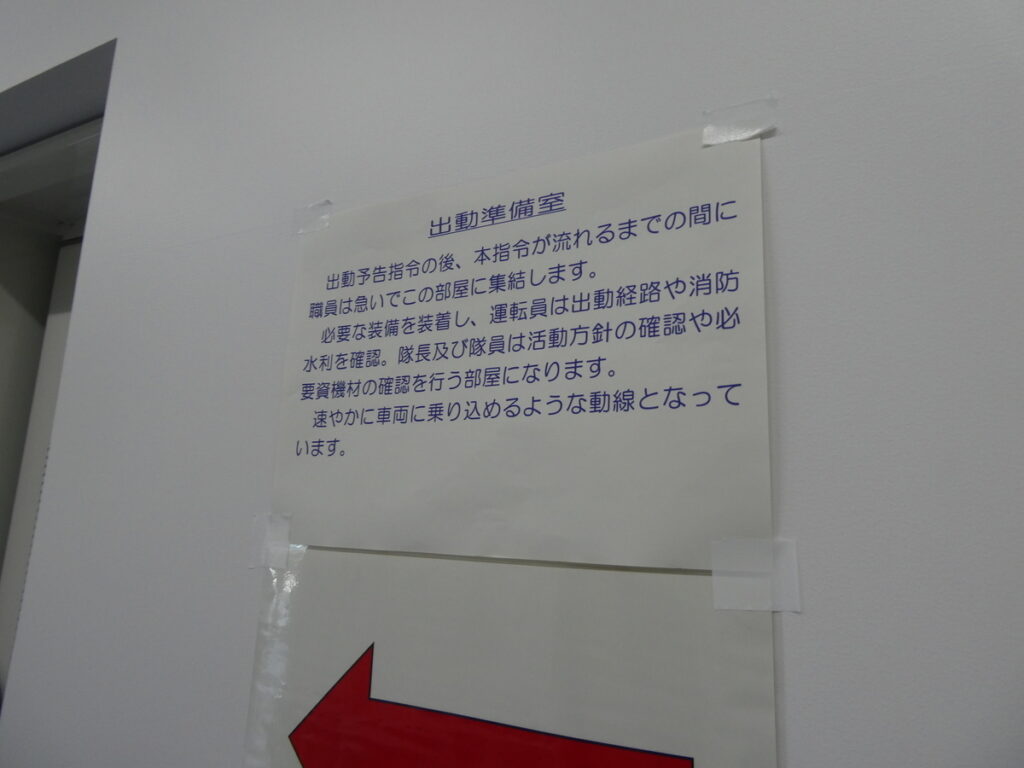 出動準備室
出動予告指令の後、本指令が流れるまでの間に
職員は急いでこの部屋に集結します。
必要な装備を装着し、運転員は出動経路や消防
水利を確認。隊長及び隊員は活動方針の確認や必
要資機材の確認を行う部屋になります。
速やかに車両に乗り込めるような動線となって
います。